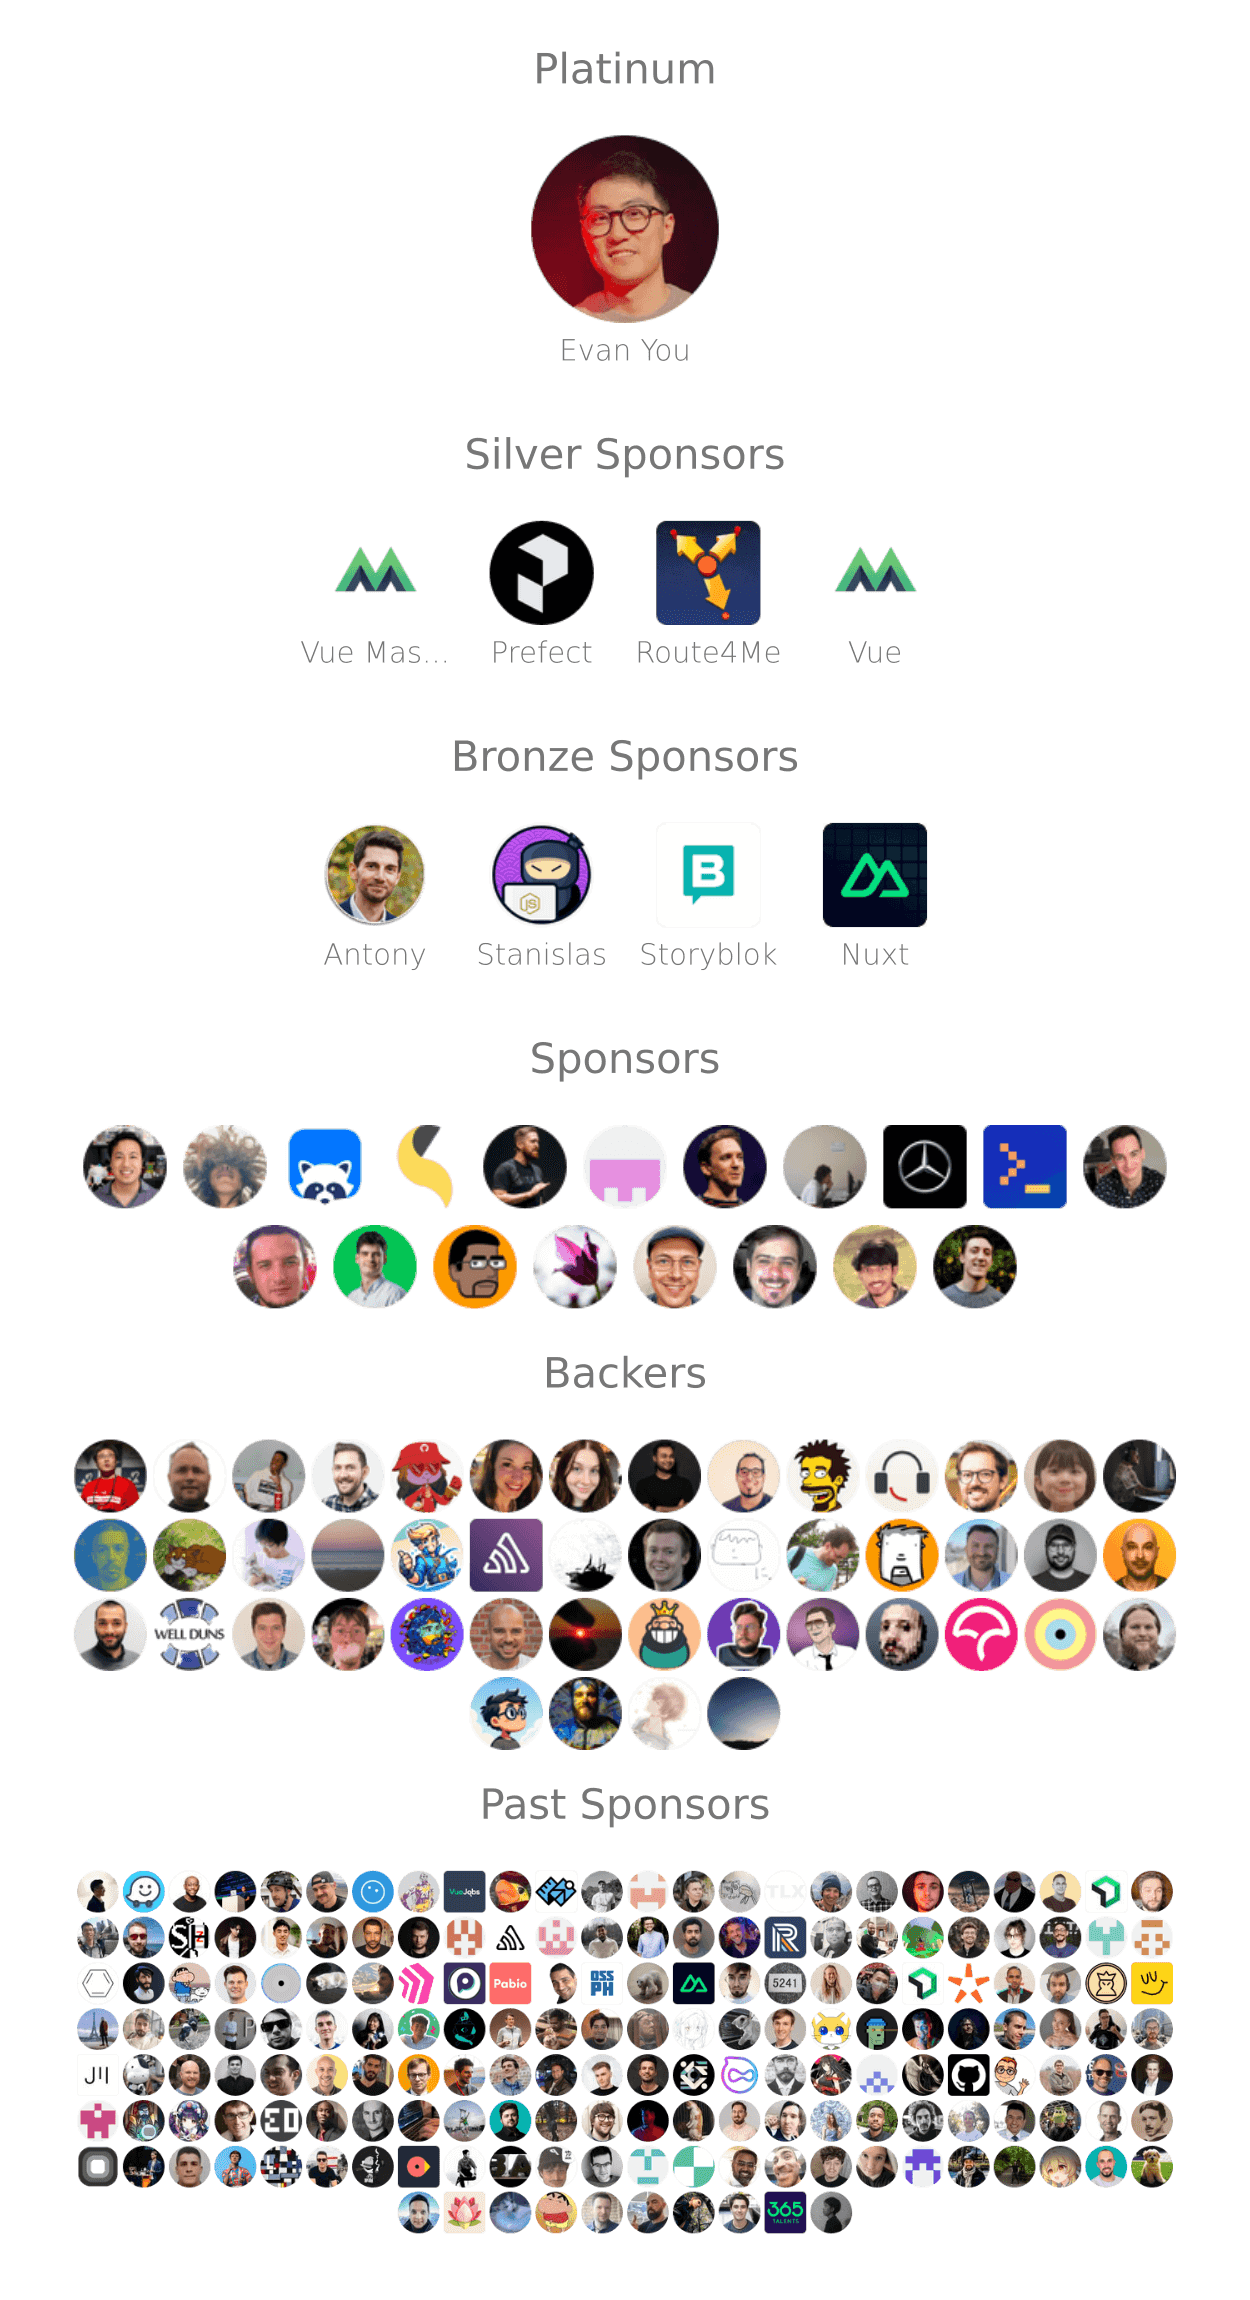 Platinum
Evan You
Silver Sponsors
Vue Mas...
Prefect
Route4Me
Vue
Bronze Sponsors
JS
B
Antony
Stanislas
Storyblok
Nuxt
Sponsors
Backers
WELL DUNS
Past Sponsors
VueJobs
TLX
Pabio
OSS
PH
5241
365
TALENTS